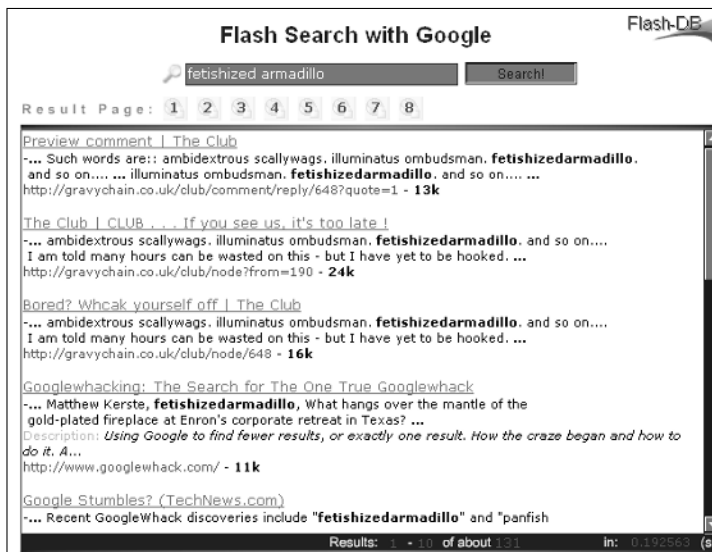 Flash Search with Google
Flash-DB
fetishized armadillo
Search!
Result Page: 1 2 3 4 5 6 7 8
Preview comment | The Club
-... Such words are:: ambidextrous scallywags. illuminatus ombudsman. fetishizedarmadillo.
and so on.... ... illuminatus ombudsman. fetishizedarmadillo. and so on.... ...
http://gravychain.co.uk/club/comment/reply/648?quote=1 - 13k
The Club | CLUB . . . If you see us, it's too late !
-... ambidextrous scallywags. illuminatus ombudsman. fetishizedarmadillo. and so on....
I am told many hours can be wasted on this - but I have yet to be hooked. ...
http://gravychain.co.uk/club/node?from=190 - 24k
Bored? Whcak yourself off | The Club
-... ambidextrous scallywags. illuminatus ombudsman. fetishizedarmadillo. and so on....
I am told many hours can be wasted on this - but I have yet to be hooked. ...
http://gravychain.co.uk/club/node/648 - 16k
Googlewhacking: The Search for The One True Googlewhack
-... Matthew Kerste, fetishizedarmadillo, What hangs over the mantle of the
gold-plated fireplace at Enron's corporate retreat in Texas? ...
Description: Using Google to find fewer results, or exactly one result. How the craze began and how to
do it. A...
http://www.googlewhack.com/ - 11k
Google Stumbles? (TechNews.com)
-... Recent GoogleWhack discoveries include "fetishizedarmadillo" and "panfish
Results: 1 - 10 of about 131 in: 0.192563 (s